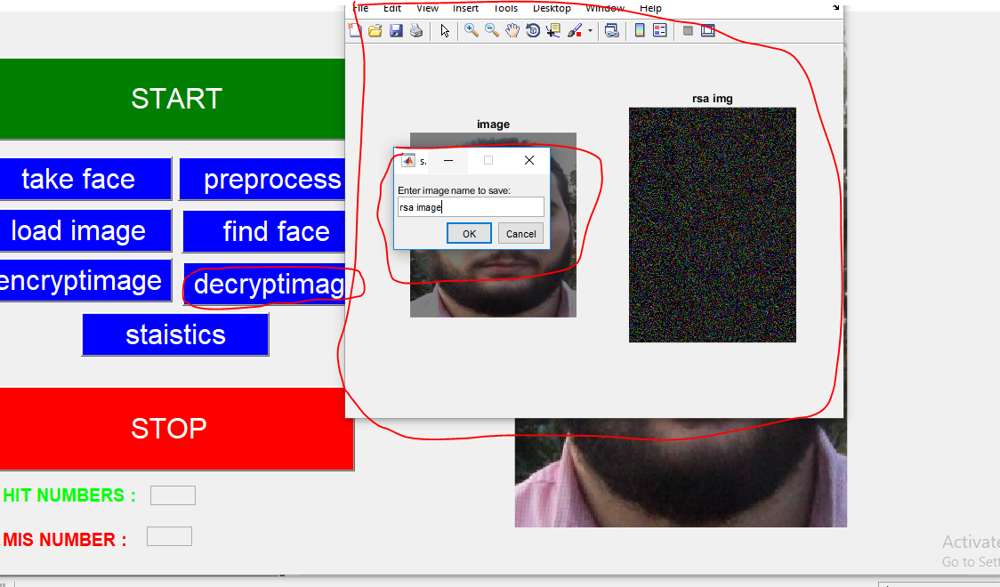 File Edit View Insert Tools Desktop Window Help
START
take face
preprocess
load image
find face
encryptimage
decryptimag
staistics
STOP
HIT NUMBERS :
MIS NUMBER :
image
rsa img
s.
Enter image name to save:
rsa image
OK
Cancel
Activate
Go to Sett